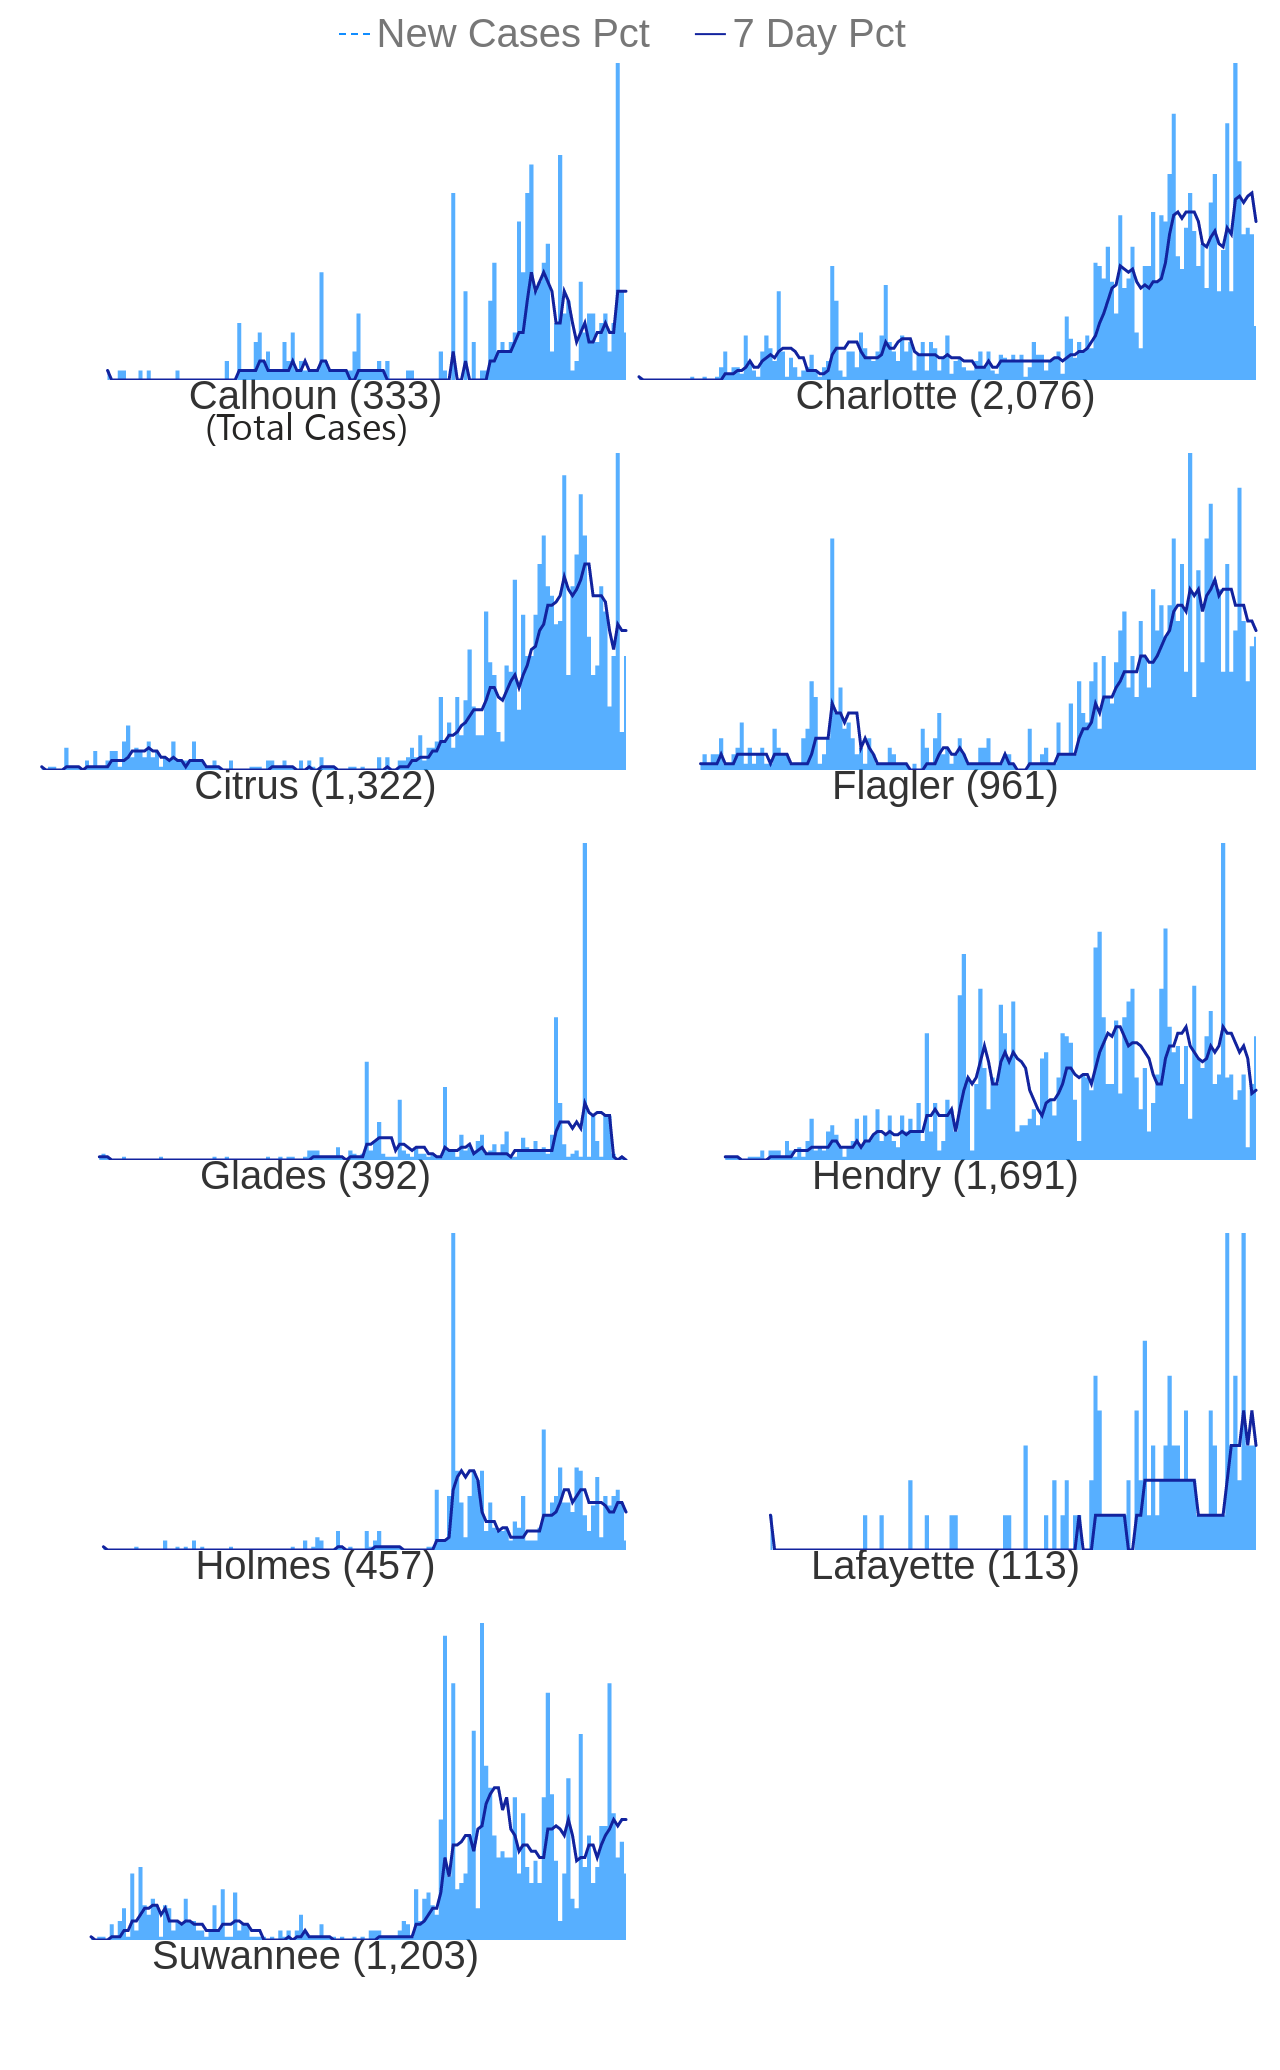 New Cases Pct 7 Day Pct
Calhoun (333) Charlotte (2,076)
(Total Cases)
Citrus (1,322) Flagler (961)
Glades (392) Hendry (1,691)
Holmes (457) Lafayette (113)
Suwannee (1,203)